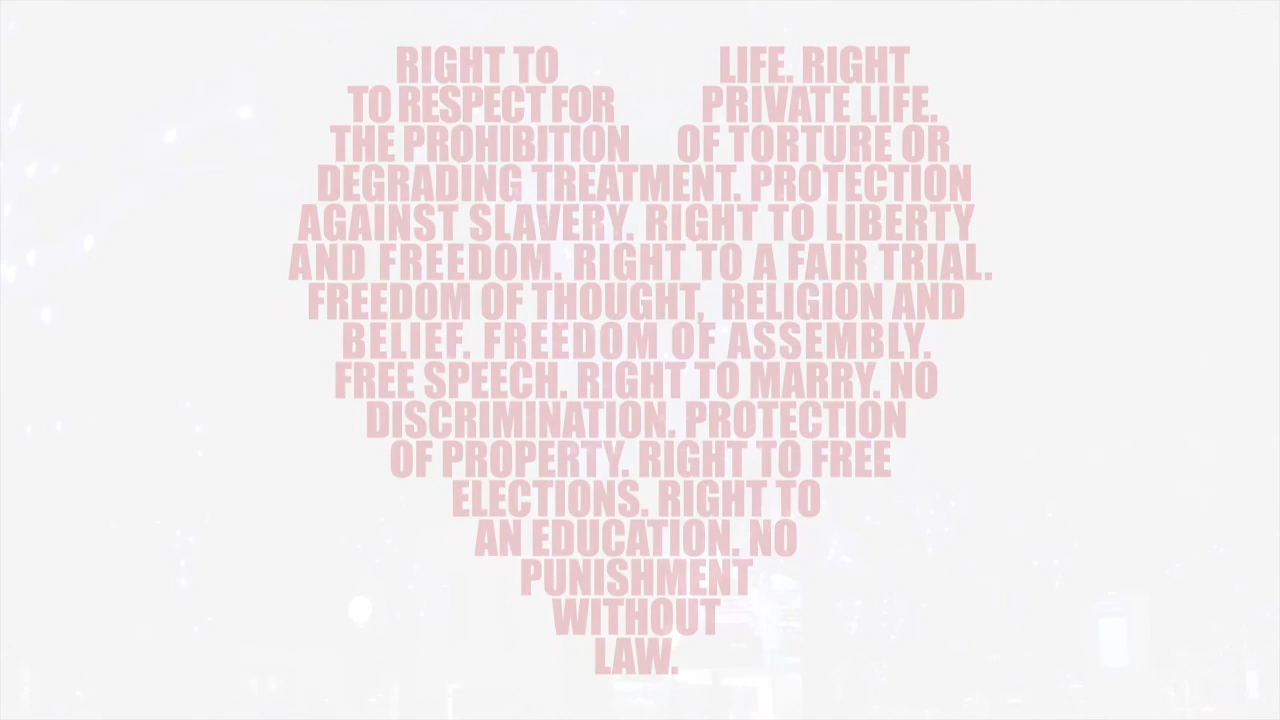 RIGHT TO LIFE. RIGHT
TO RESPECT FOR PRIVATE LIFE.
THE PROHIBITION OF TORTURE OR
DEGRADING TREATMENT. PROTECTION
AGAINST SLAVERY. RIGHT TO LIBERTY
AND FREEDOM. RIGHT TO A FAIR TRIAL.
FREEDOM OF THOUGHT, RELIGION AND
BELIEF. FREEDOM OF ASSEMBLY.
FREE SPEECH. RIGHT TO MARRY. NO
DISCRIMINATION. PROTECTION
OF PROPERTY. RIGHT TO FREE
ELECTIONS. RIGHT TO
AN EDUCATION. NO
PUNISHMENT
WITHOUT
LAW.